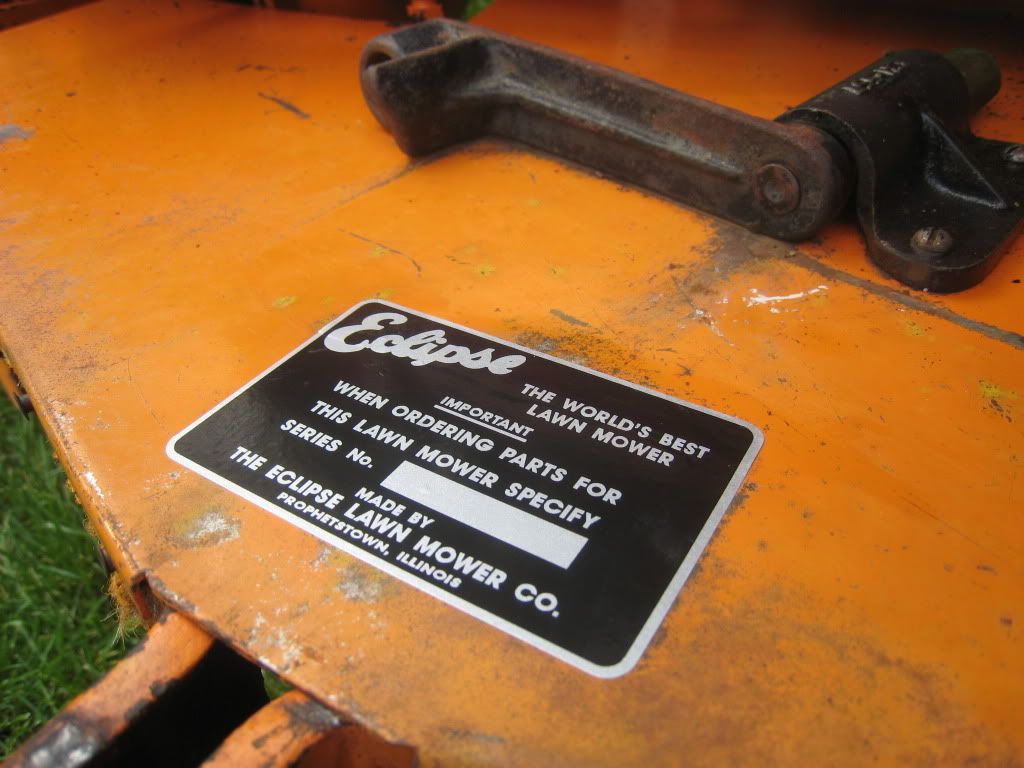 Eclipse
THE WORLD'S BEST
LAWN MOWER
IMPORTANT
WHEN ORDERING PARTS FOR
THIS LAWN MOWER SPECIFY
SERIES No.
MADE BY
THE ECLIPSE LAWN MOWER CO.
PROPHETSTOWN, ILLINOIS